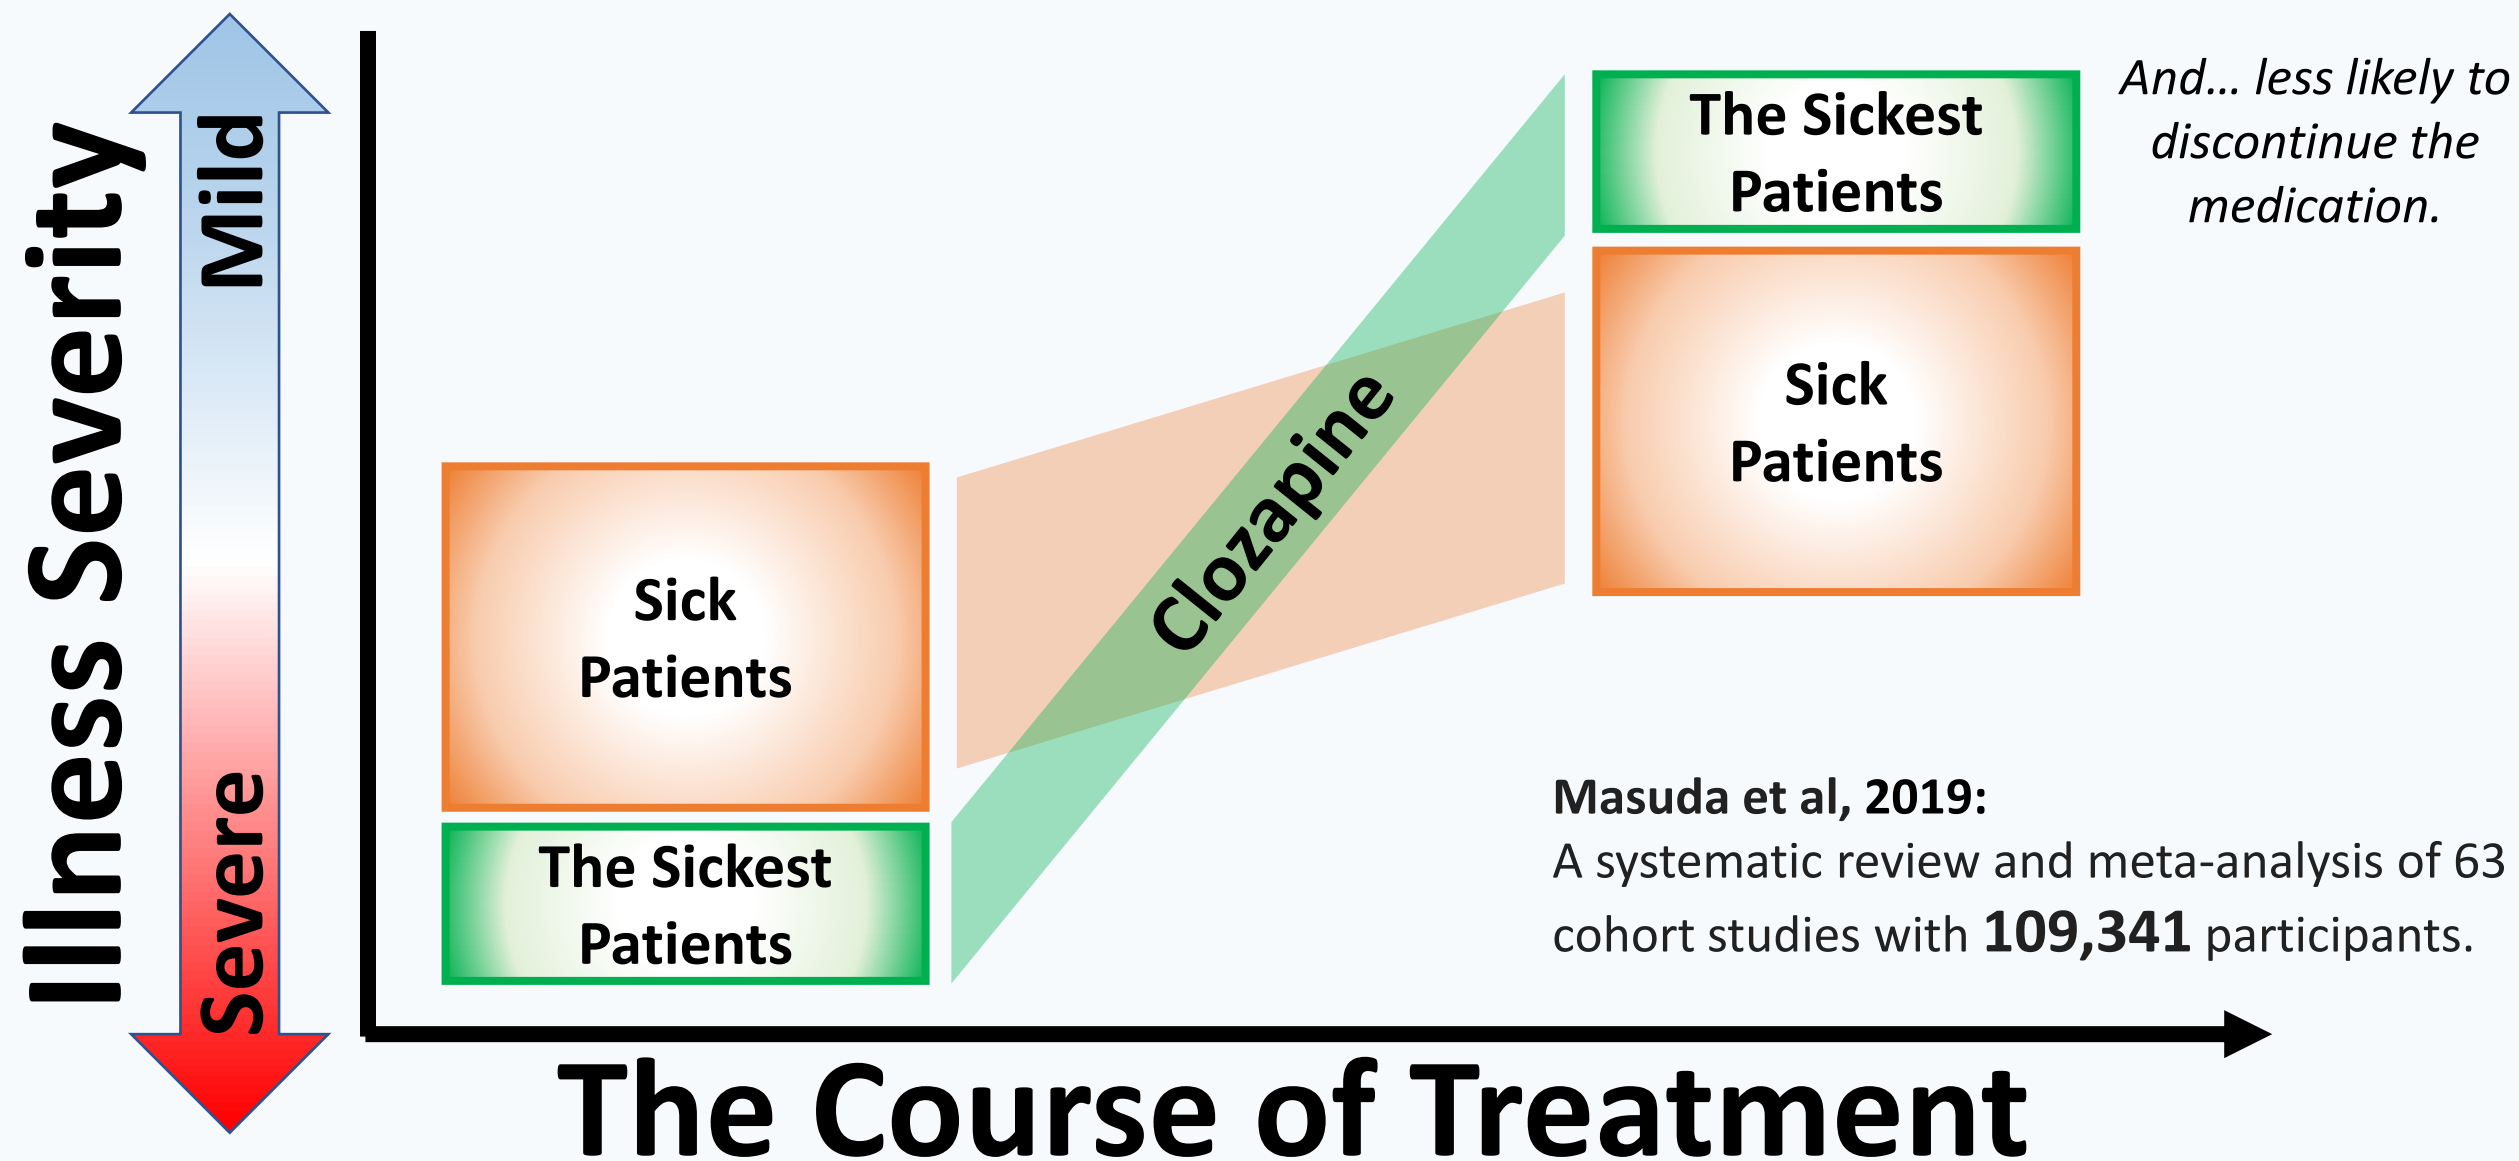 Illness Severity
Mild
Severe
Sick
Patients
The Sickest
Patients
Clozapine
The Sickest
Patients
Sick
Patients
And... less likely to
discontinue the
medication.
Masuda et al, 2019:
A systematic review and meta-analysis of 63
cohort studies with 109,341 participants.
The Course of Treatment